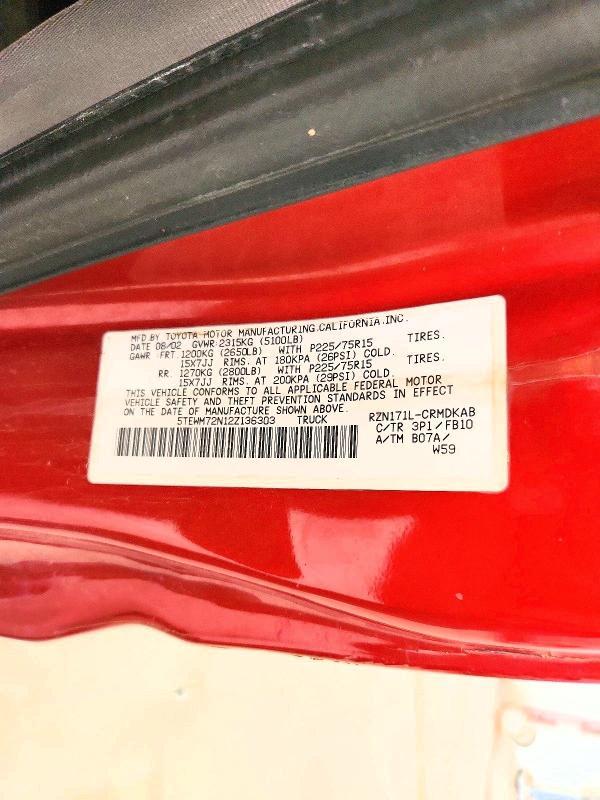 MFD.BY TOYOTA MOTOR MANUFACTURING,CALIFORNIA,INC.
DATE 08/02 GVWR 2315KG (5100LB)
GAWR FRT. 1200KG (2650LB) WITH P225/75R15 TIRES.
15X7JJ RIMS. AT 180KPA (26PSI) COLD.
RR. 1270KG (2800LB) WITH P225/75R15 TIRES.
15X7JJ RIMS. AT 200KPA (29PSI) COLD.
THIS VEHICLE CONFORMS TO ALL APPLICABLE FEDERAL MOTOR
VEHICLE SAFETY AND THEFT PREVENTION STANDARDS IN EFFECT
ON THE DATE OF MANUFACTURE SHOWN ABOVE.
5TEWM72N12Z136303 TRUCK
RZN171L-CRMDKAB
C/TR 3P1/FB10
A/TM B07A/
W59